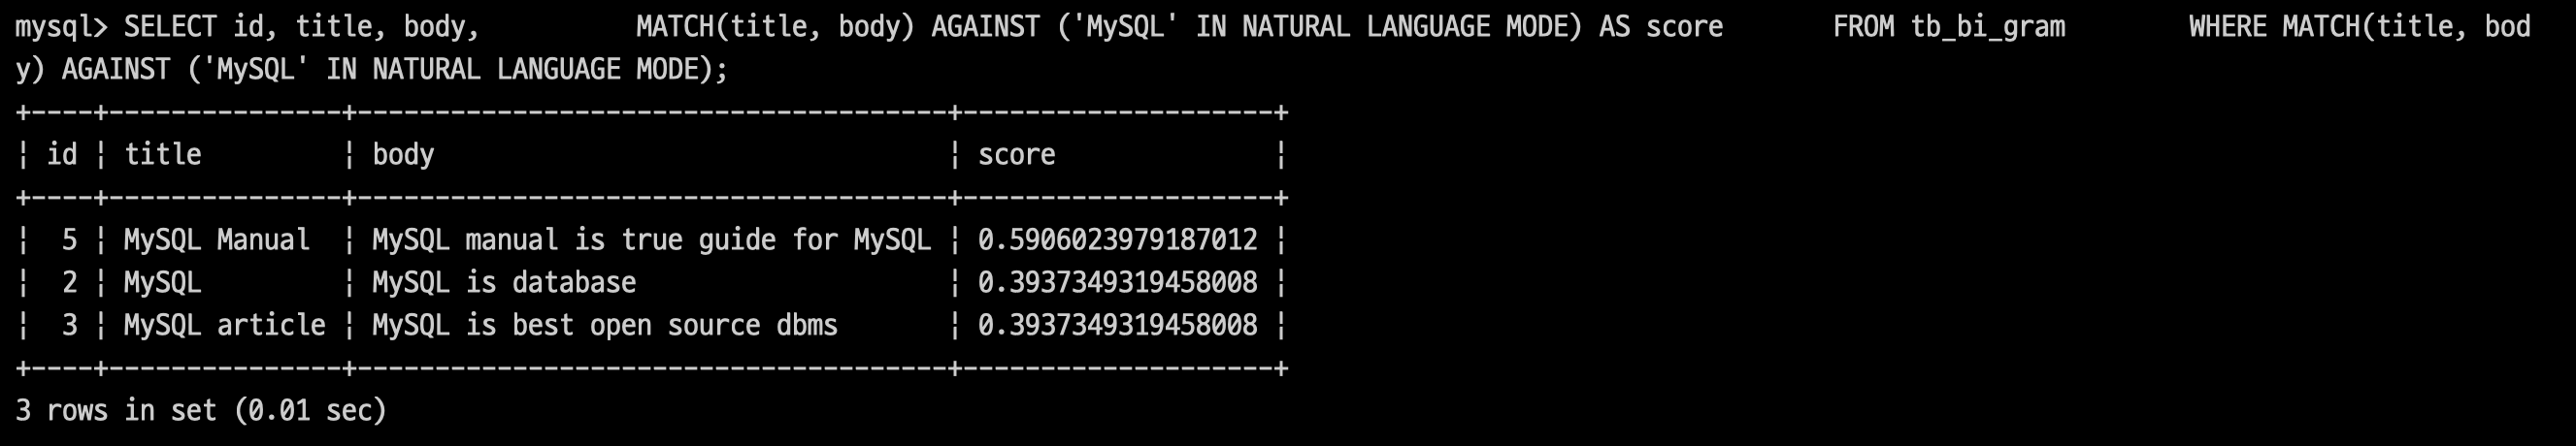 mysql> SELECT id, title, body,        MATCH(title, body) AGAINST ('MySQL' IN NATURAL LANGUAGE MODE) AS score       FROM tb_bi_gram        WHERE MATCH(title, bod
y) AGAINST ('MySQL' IN NATURAL LANGUAGE MODE);
+----+---------------+--------------------------------------+--------------------+
¦ id ¦ title         ¦ body                                 ¦ score              ¦
+----+---------------+--------------------------------------+--------------------+
¦  5 ¦ MySQL Manual  ¦ MySQL manual is true guide for MySQL ¦ 0.5906023979187012 ¦
¦  2 ¦ MySQL         ¦ MySQL is database                    ¦ 0.3937349319458008 ¦
¦  3 ¦ MySQL article ¦ MySQL is best open source dbms       ¦ 0.3937349319458008 ¦
+----+---------------+--------------------------------------+--------------------+
3 rows in set (0.01 sec)